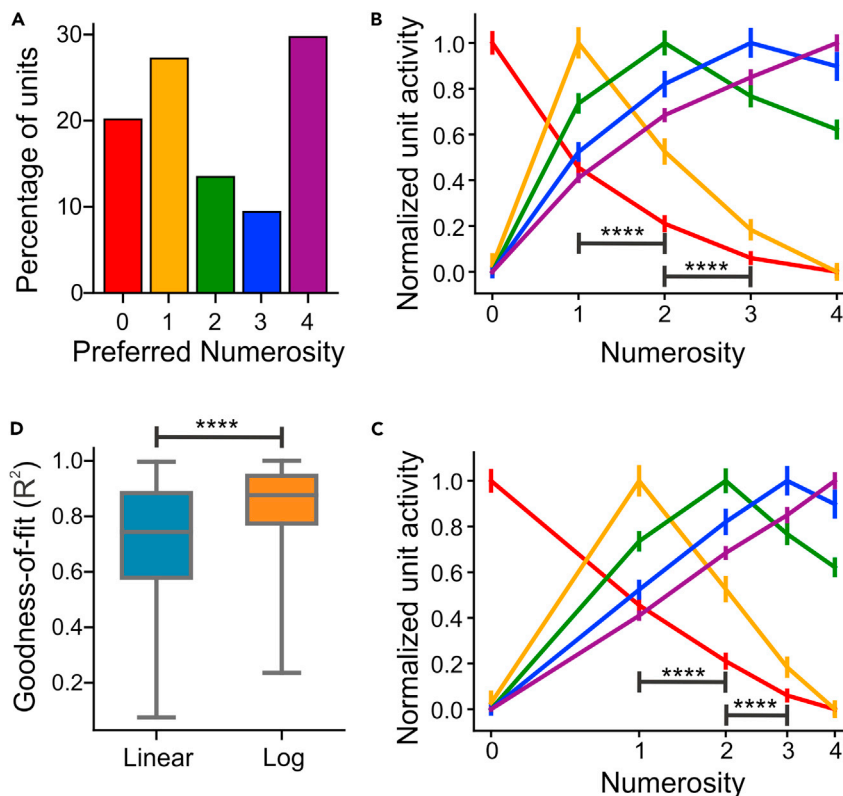 A
Percentage of units
30
20
10
0
0 1 2 3 4
Preferred Numerosity
B
Normalized unit activity
1.0
0.8
0.6
0.4
0.2
0.0
****
****
0 1 2 3 4
Numerosity
D
Goodness-of-fit (R²)
1.0
0.8
0.6
0.4
0.2
****
Linear Log
C
Normalized unit activity
1.0
0.8
0.6
0.4
0.2
0.0
****
****
0 1 2 3 4
Numerosity